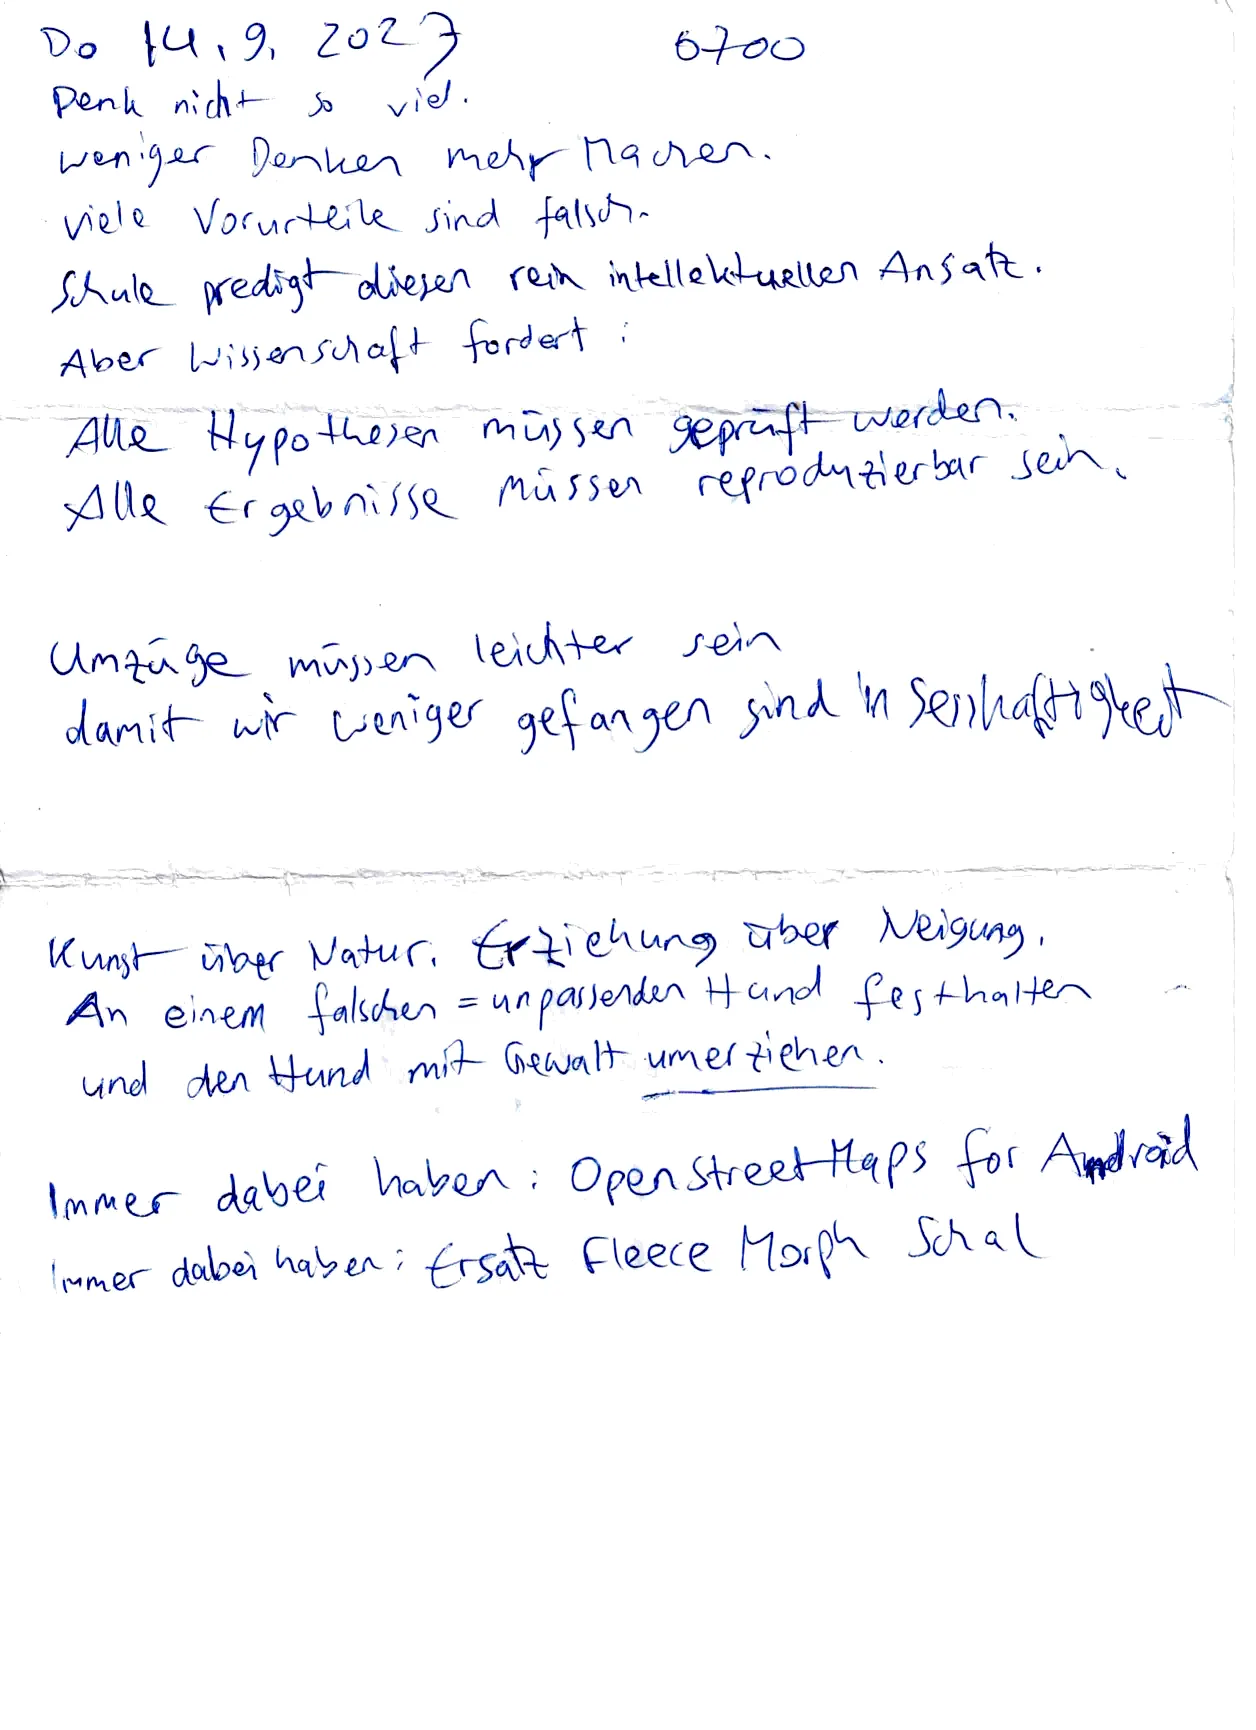 Do 14.9.2023 6700
Denk nicht so viel.
weniger Denken mehr Machen.
viele Vorurteile sind falsch.
Schule predigt diesen rein intellektuellen Ansatz.
Aber Wissenschaft fordert:
Alle Hypothesen müssen geprüft werden.
Alle Ergebnisse müssen reproduzierbar sein.
Umzüge müssen leichter sein
damit wir weniger gefangen sind in Sesshaftigkeit
Kunst über Natur. Erziehung über Neigung.
An einem falschen = unpassenden Hund festhalten
und den Hund mit Gewalt umerziehen.
Immer dabei haben: OpenStreetMaps for Android
Immer dabei haben: Ersatz Fleece Morph Schal